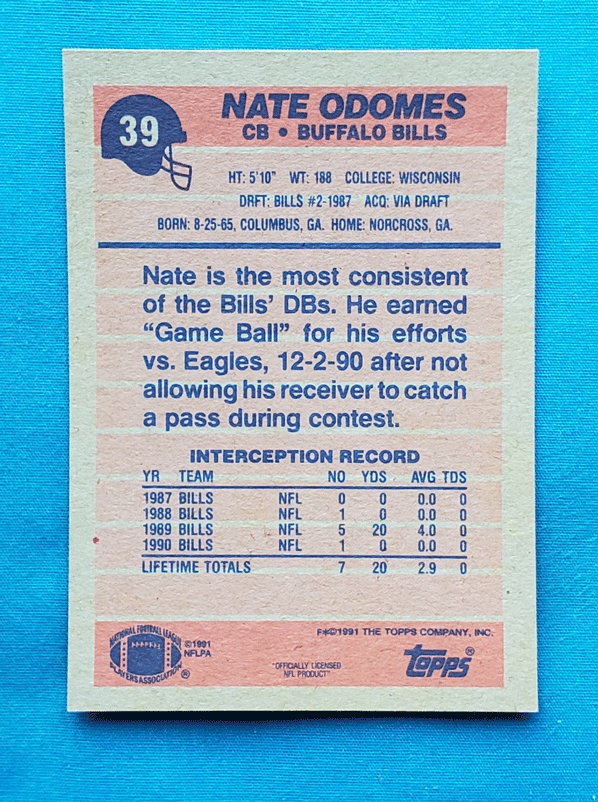 39
NATE ODOMES
CB • BUFFALO BILLS
HT: 5'10" WT: 188 COLLEGE: WISCONSIN
DRFT: BILLS #2-1987 ACQ: VIA DRAFT
BORN: 8-25-65, COLUMBUS, GA. HOME: NORCROSS, GA.
Nate is the most consistent
of the Bills' DBs. He earned
“Game Ball” for his efforts
vs. Eagles, 12-2-90 after not
allowing his receiver to catch
a pass during contest.
INTERCEPTION RECORD
YR TEAM NO YDS AVG TDS
1987 BILLS NFL 0 0 0.0 0
1988 BILLS NFL 1 0 0.0 0
1989 BILLS NFL 5 20 4.0 0
1990 BILLS NFL 1 0 0.0 0
LIFETIME TOTALS 7 20 2.9 0
NATIONAL FOOTBALL LEAGUE
PLAYERS ASSOCIATION ®
©1991
NFLPA
"OFFICIALLY LICENSED
NFL PRODUCT"
F*©1991 THE TOPPS COMPANY, INC.
Topps ®